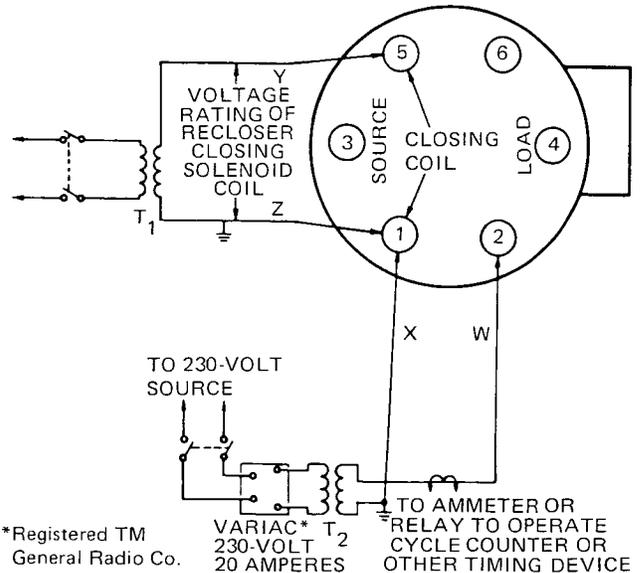 5
6
Y
VOLTAGE
RATING OF
RECLOSER
CLOSING
SOLENOID
COIL
SOURCE
3
CLOSING
COIL
LOAD
4
T1
Z
1
2
X
W
TO 230-VOLT
SOURCE
*Registered TM
General Radio Co.
VARIAC*
230-VOLT
20 AMPERES
T2
TO AMMETER OR
RELAY TO OPERATE
CYCLE COUNTER OR
OTHER TIMING DEVICE